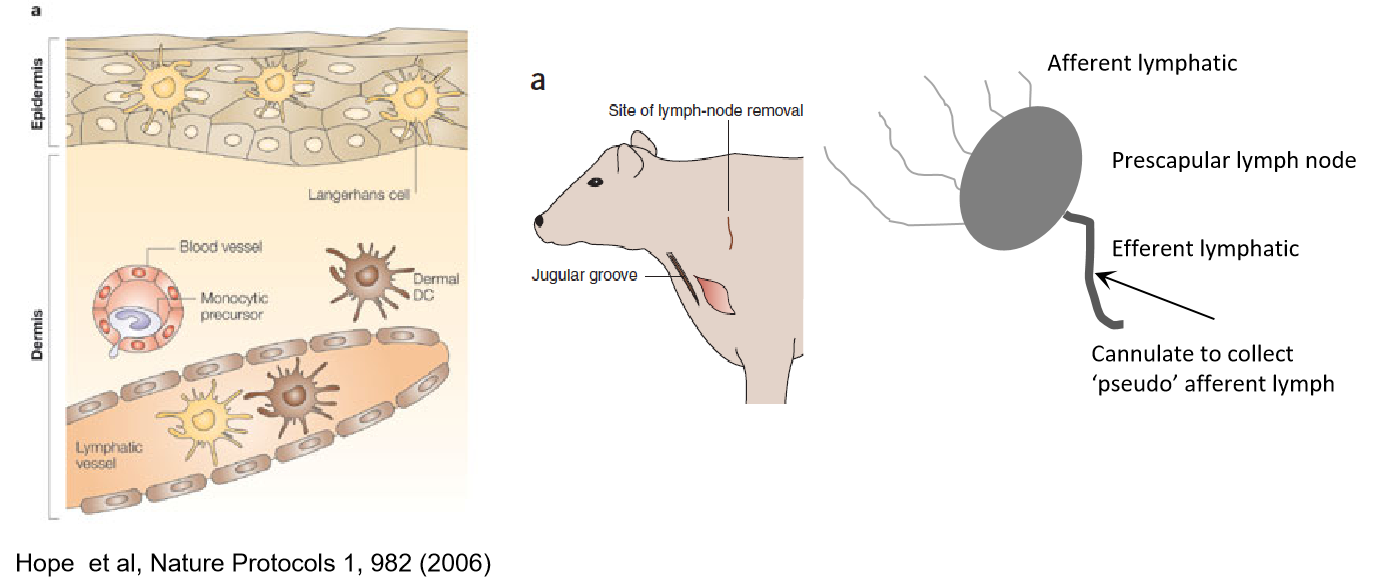 a
Epidermis
Langerhans cell
Blood vessel
Monocytic
precursor
Dermal
DC
Dermis
Lymphatic
vessel
a
Site of lymph-node removal
Jugular groove
Afferent lymphatic
Prescapular lymph node
Efferent lymphatic
Cannulate to collect
‘pseudo’ afferent lymph
Hope  et al, Nature Protocols 1, 982 (2006)